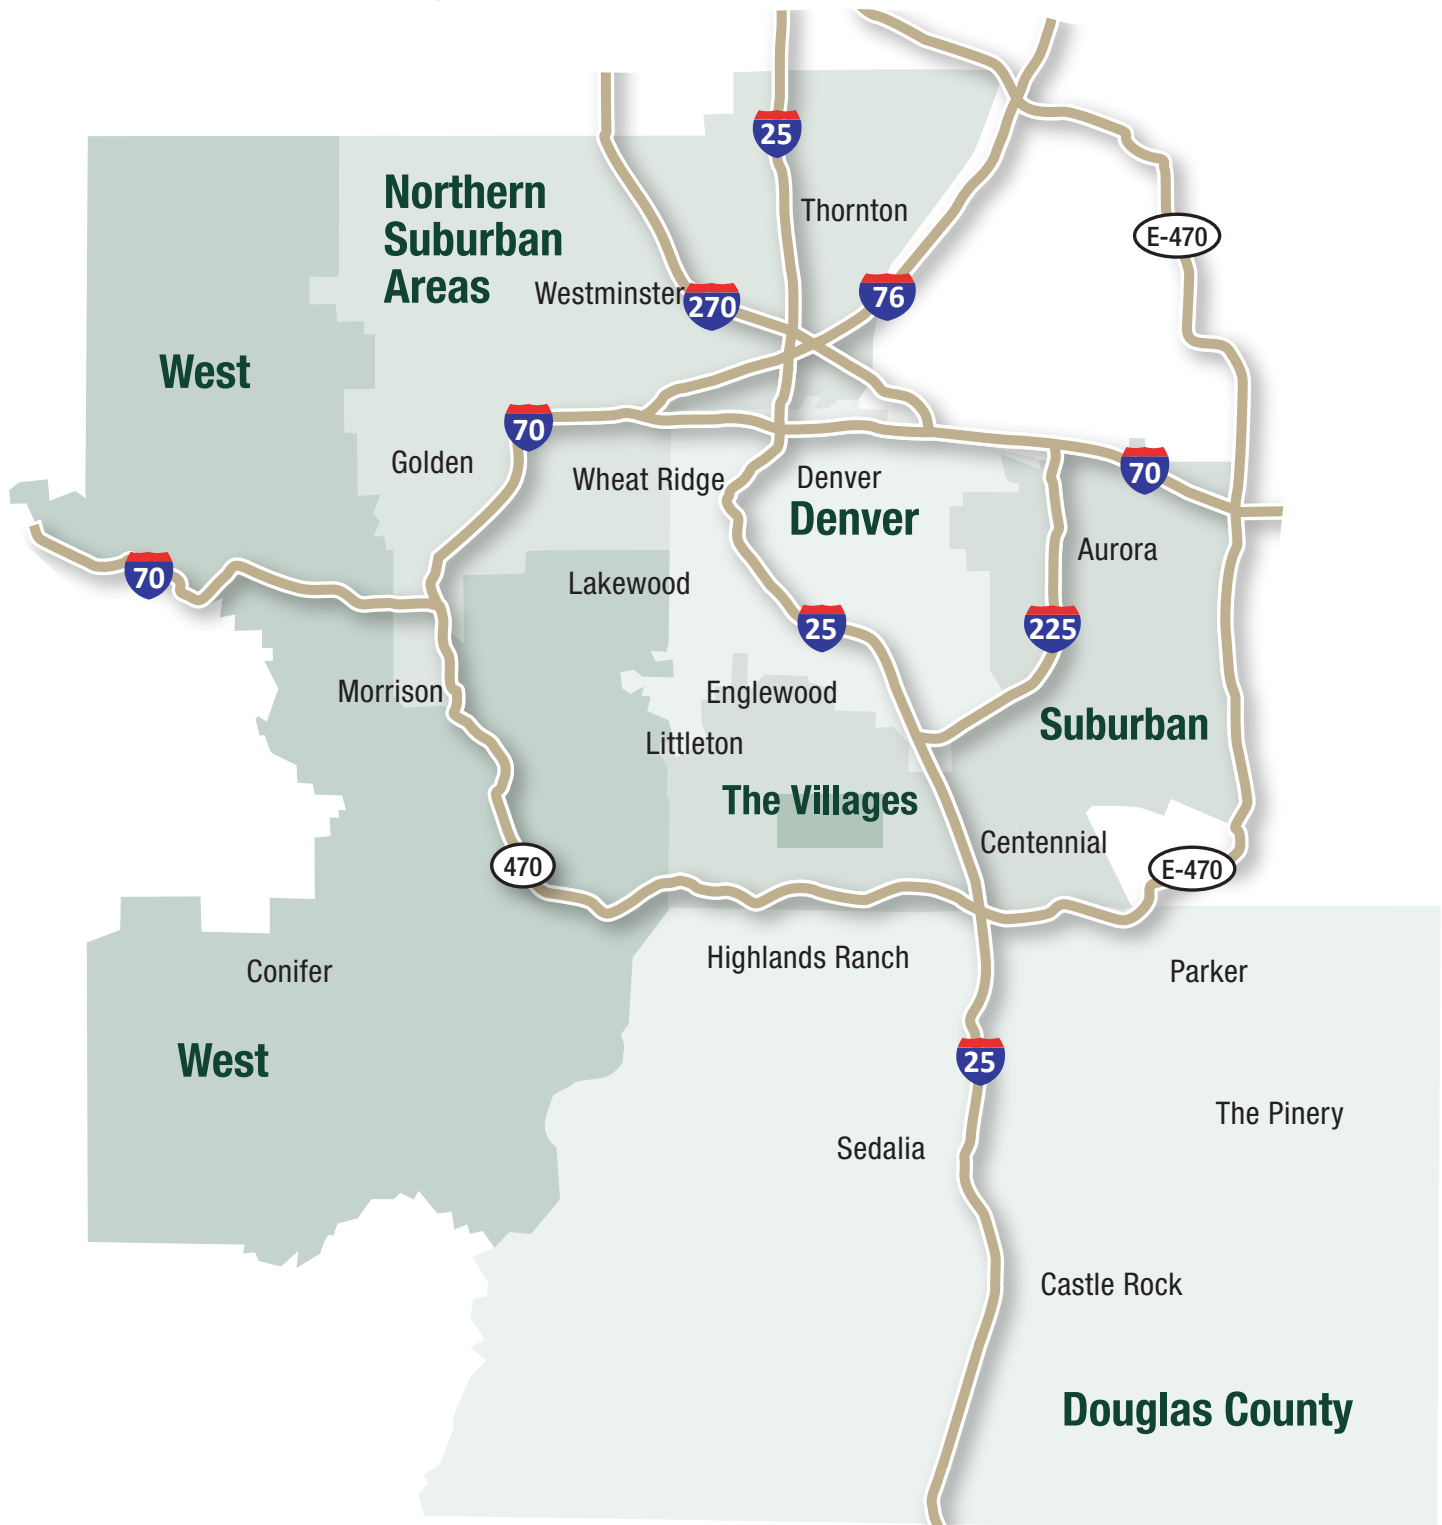 25
Northern
Suburban
Areas
Thornton
E-470
Westminster
270
76
West
70
Golden
Wheat Ridge
Denver
70
Denver
Aurora
70
Lakewood
25
225
Morrison
Englewood
Suburban
Littleton
The Villages
Centennial
470
E-470
Highlands Ranch
Conifer
Parker
West
25
The Pinery
Sedalia
Castle Rock
Douglas County